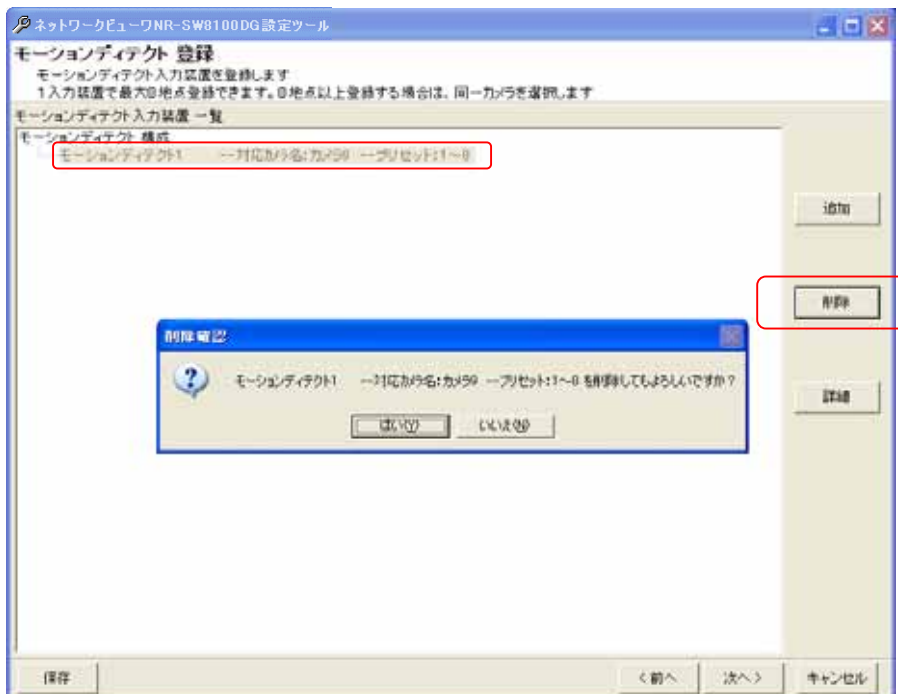 ネットワークビューワNR-SW8100DG設定ツール
モーションディテクト 登録
モーションディテクト入力装置を登録します
1入力装置で最大8地点登録できます。8地点以上登録する場合は、同一カメラを選択します
モーションディテクト入力装置 一覧
モーションディテクト 構成
モーションディテクト1 --対応カメラ名:カメラ9 --プリセット:1~8
追加
削除
削除確認
モーションディテクト1 --対応カメラ名:カメラ9 --プリセット:1~8 を削除してもよろしいですか?
はい(Y) いいえ(N)
詳細
保存 <前へ 次へ> キャンセル